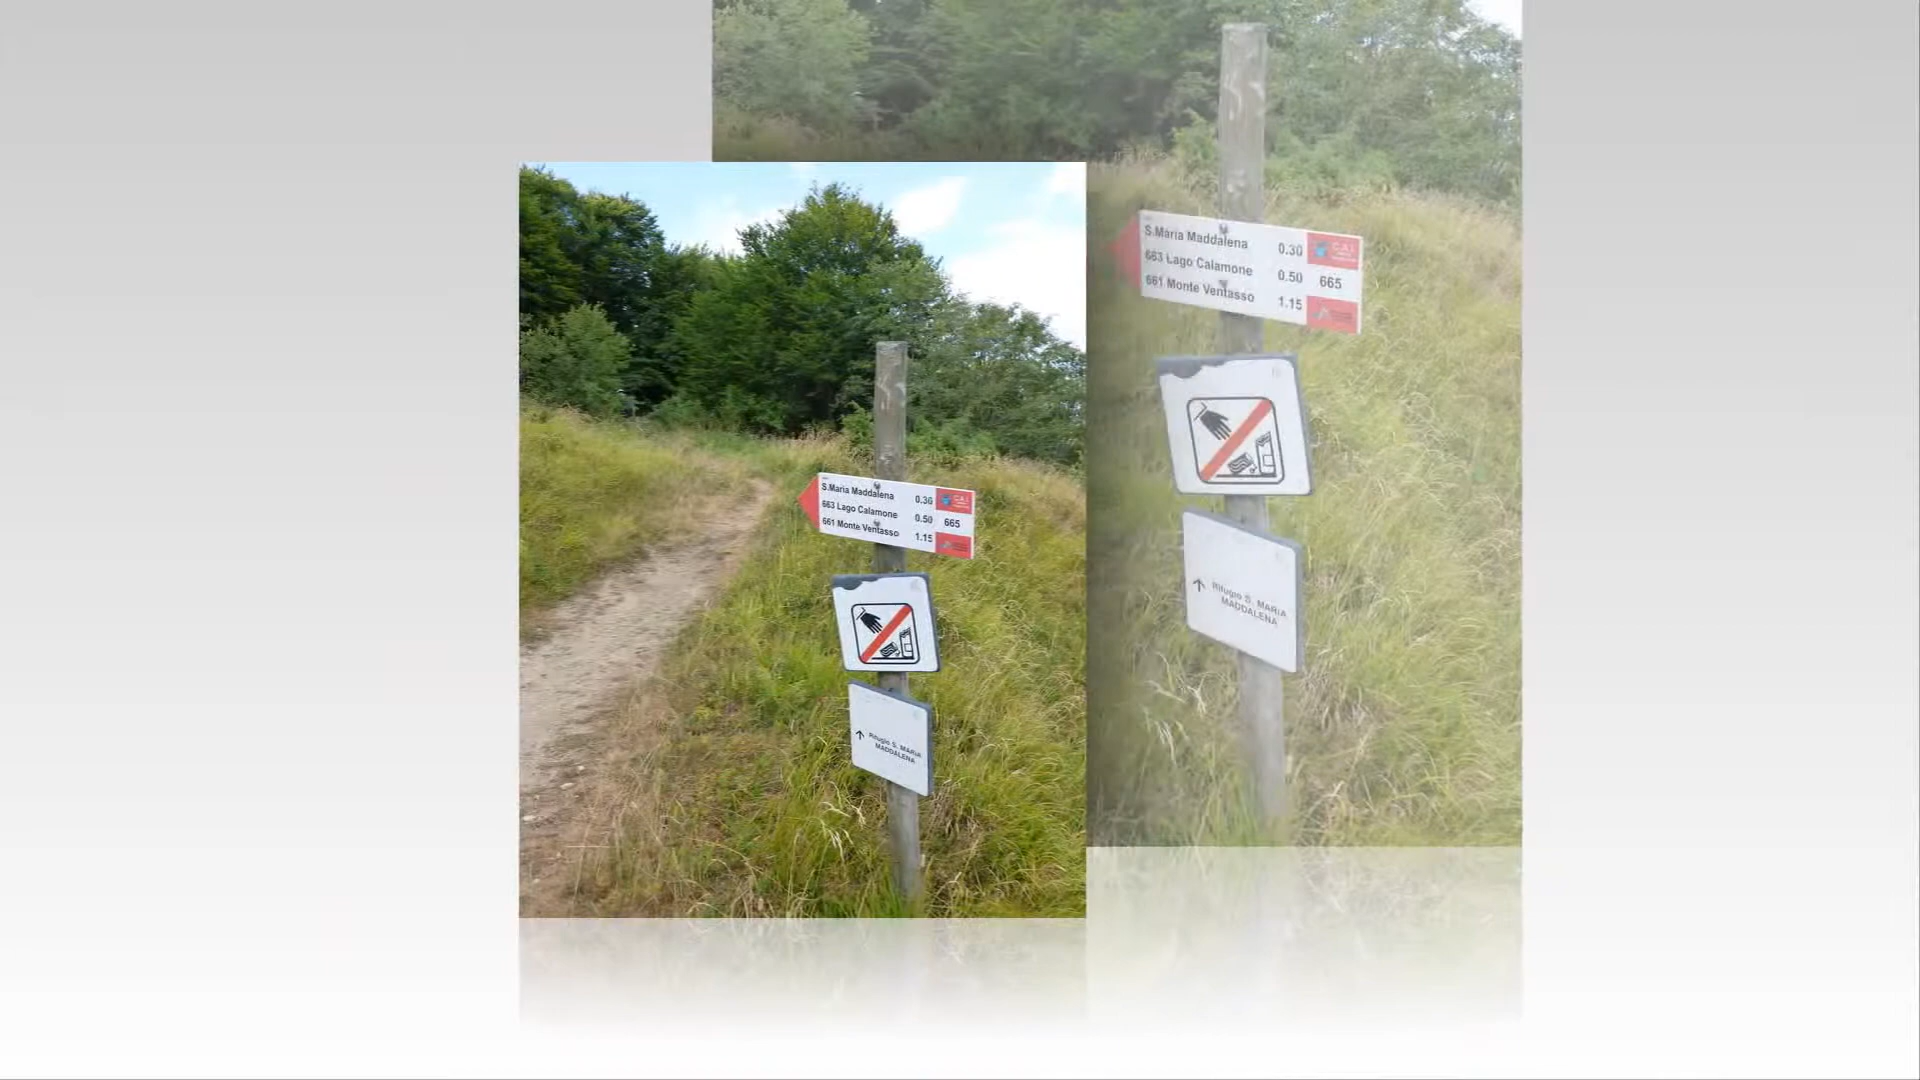 S.Maria Maddalena 0.30 C.A.I.
663 Lago Calamone 0.50 665
661 Monte Ventasso 1.15
Rifugio S. MARIA
MADDALENA
S.Maria Maddalena 0.30 C.A.I.
663 Lago Calamone 0.50 665
661 Monte Ventasso 1.15
Rifugio S. MARIA
MADDALENA